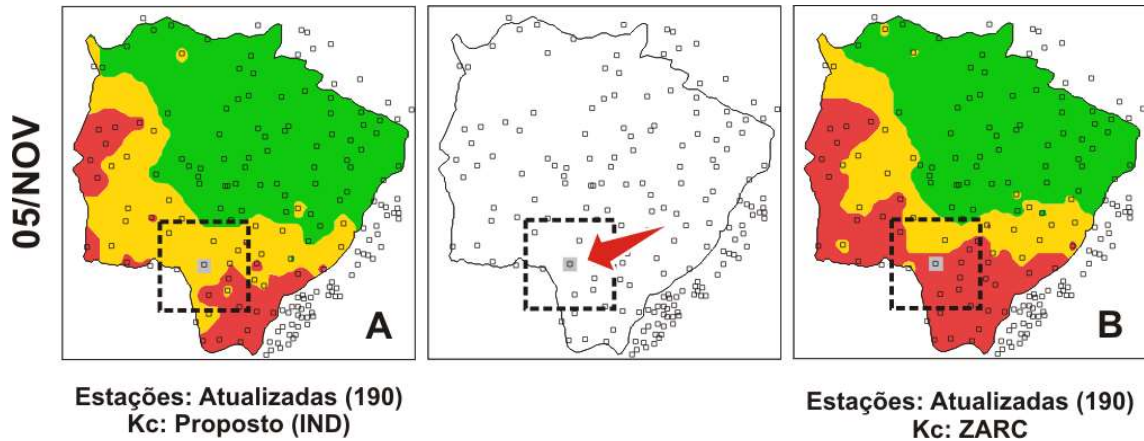 05/NOV
A
B
Estações: Atualizadas (190)
Kc: Proposto (IND)
Estações: Atualizadas (190)
Kc: ZARC